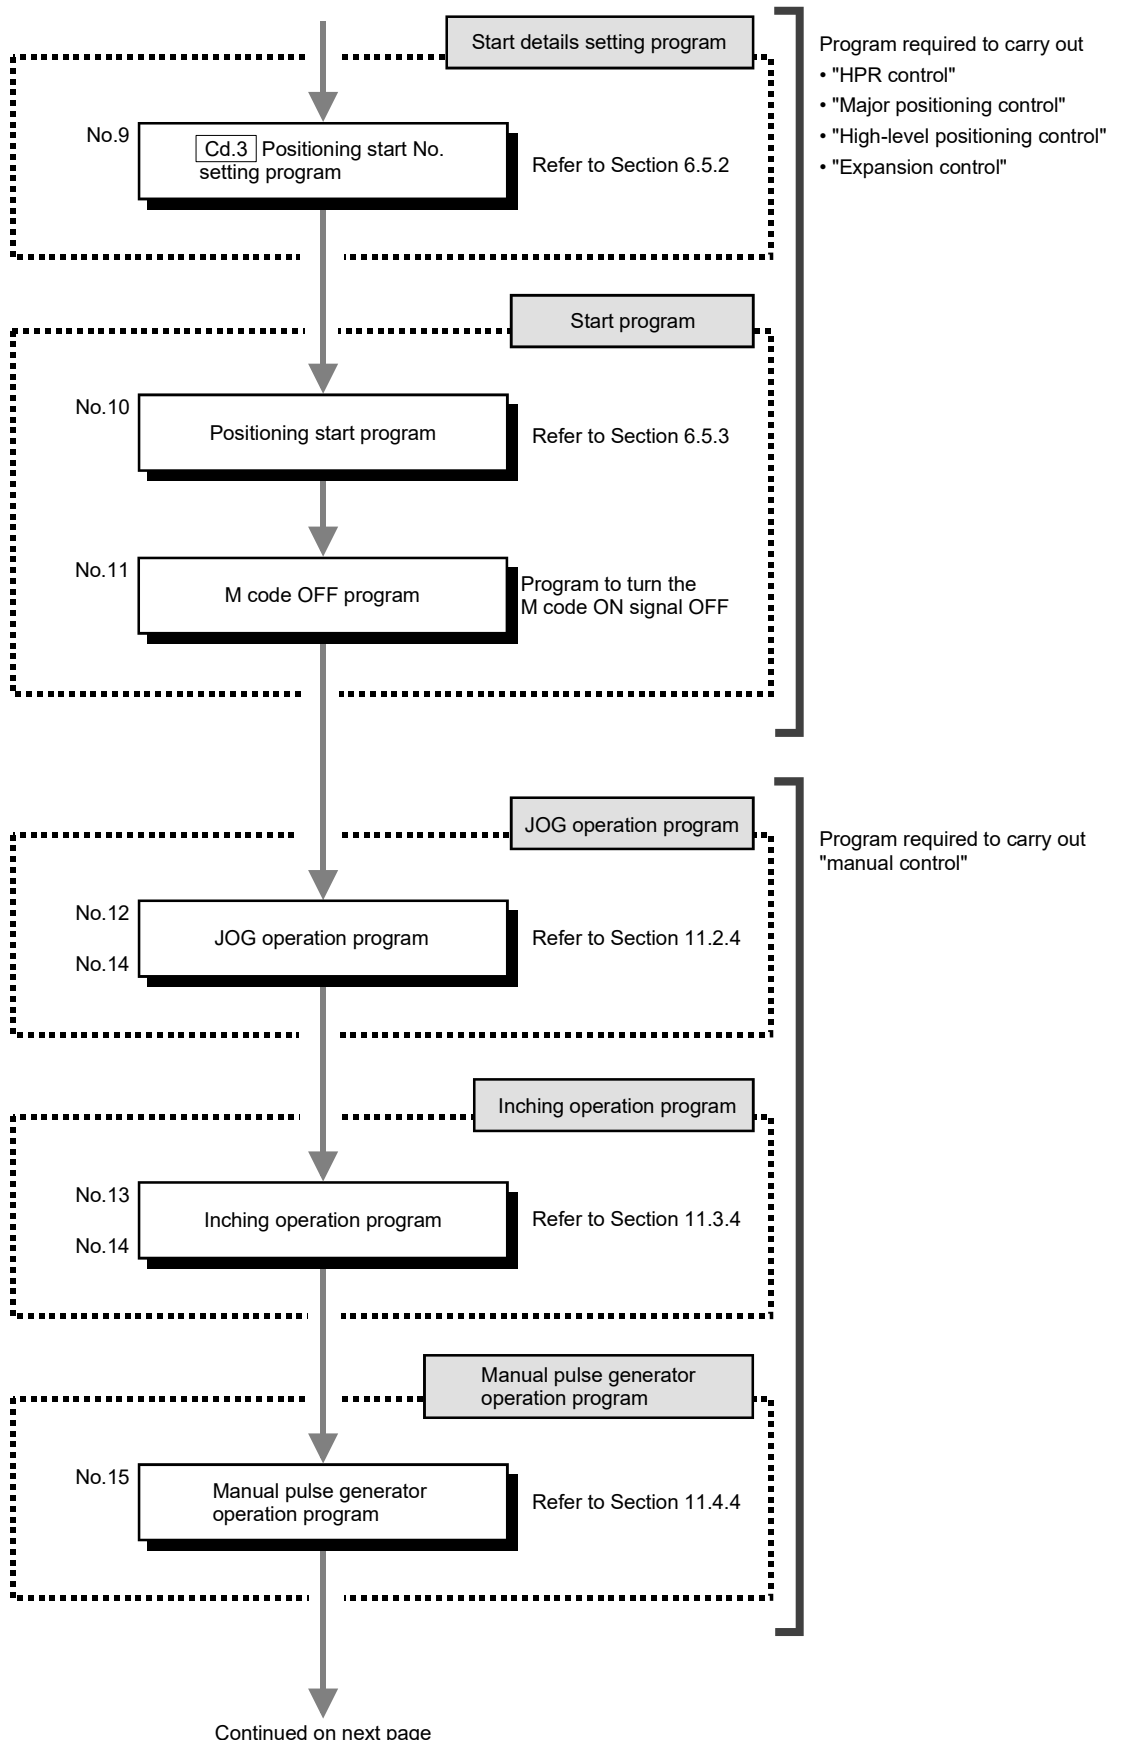 Start details setting program
Program required to carry out
• "HPR control"
• "Major positioning control"
• "High-level positioning control"
• "Expansion control"
No.9
Cd.3 Positioning start No.
setting program
Refer to Section 6.5.2
Start program
No.10
Positioning start program
Refer to Section 6.5.3
No.11
M code OFF program
Program to turn the
M code ON signal OFF
JOG operation program
Program required to carry out
"manual control"
No.12
JOG operation program
Refer to Section 11.2.4
No.14
Inching operation program
No.13
Inching operation program
Refer to Section 11.3.4
No.14
Manual pulse generator
operation program
No.15
Manual pulse generator
operation program
Refer to Section 11.4.4
Continued on next page